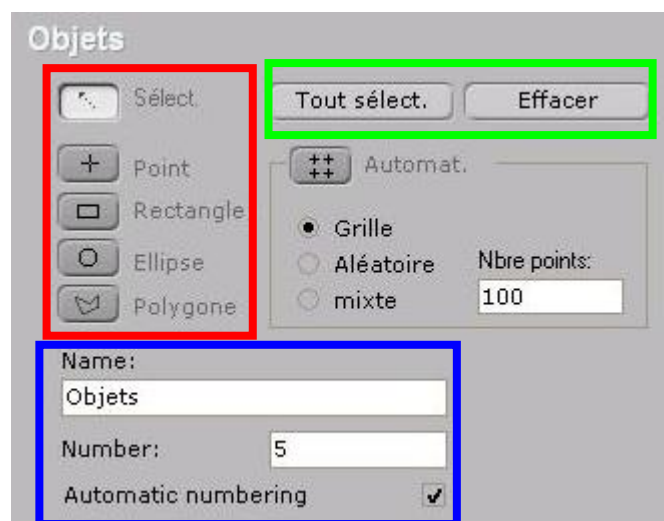 Objets
Sélect.
Tout sélect.
Effacer
Point
Automat.
Rectangle
Grille
Ellipse
Aléatoire
Nbre points:
Polygone
mixte
100
Name:
Objets
Number:
5
Automatic numbering